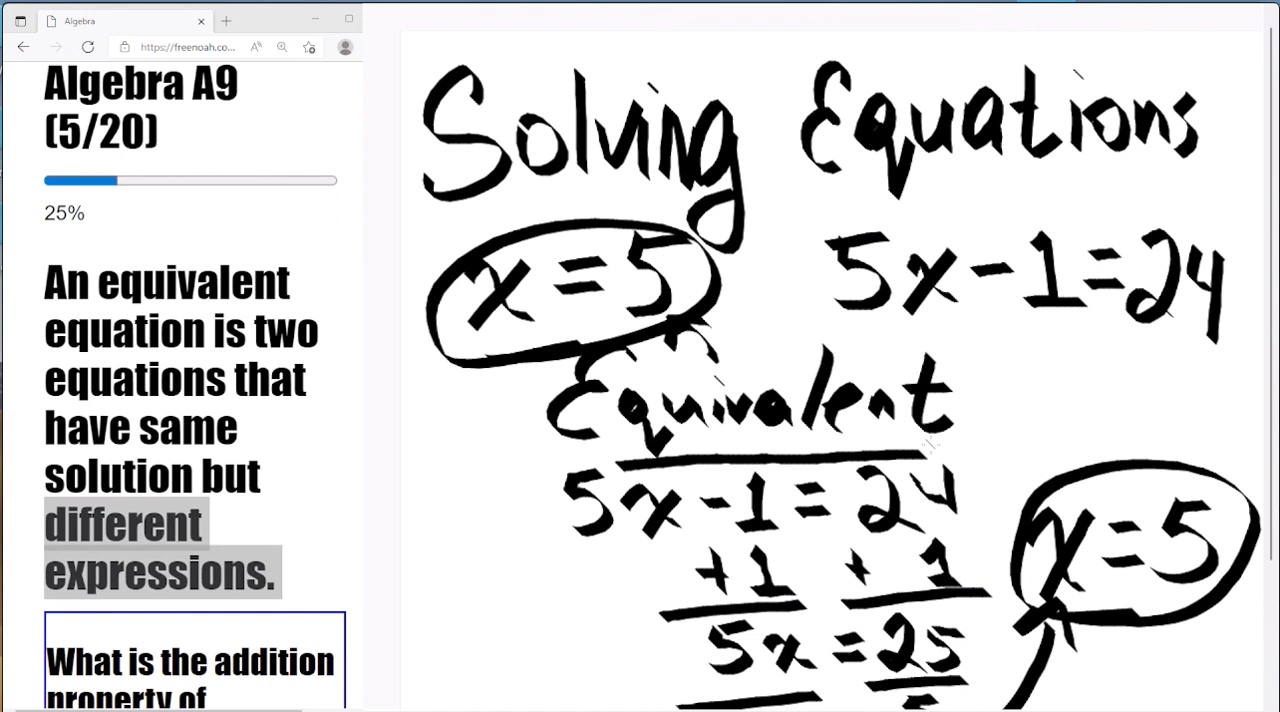 Algebra
https://freenoah.co...
Algebra A9
(5/20)
25%
An equivalent
equation is two
equations that
have same
solution but
different
expressions.
What is the addition
property of
Solving Equations
x=5 5x-1=24
Equivalent
5x-1=24
+1 +1
x=5
5x=25